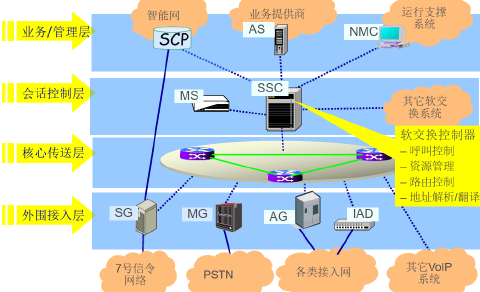 智能网
业务提供商
运行支撑
系统
业务/管理层
SCP
AS
NMC
会话控制层
MS
SSC
其它软交
换系统
核心传送层
软交换控制器
– 呼叫控制
– 资源管理
– 路由控制
– 地址解析/翻译
外围接入层
SG
MG
AG
IAD
7号信令
网络
PSTN
各类接入网
其它VoIP
系统